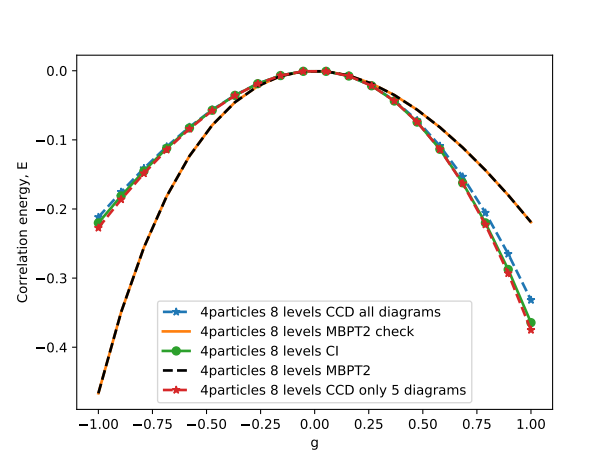 0.0
−0.1
−0.2
−0.3
−0.4
Correlation energy, E
4particles 8 levels CCD all diagrams
4particles 8 levels MBPT2 check
4particles 8 levels CI
4particles 8 levels MBPT2
4particles 8 levels CCD only 5 diagrams
−1.00 −0.75 −0.50 −0.25 0.00 0.25 0.50 0.75 1.00
g